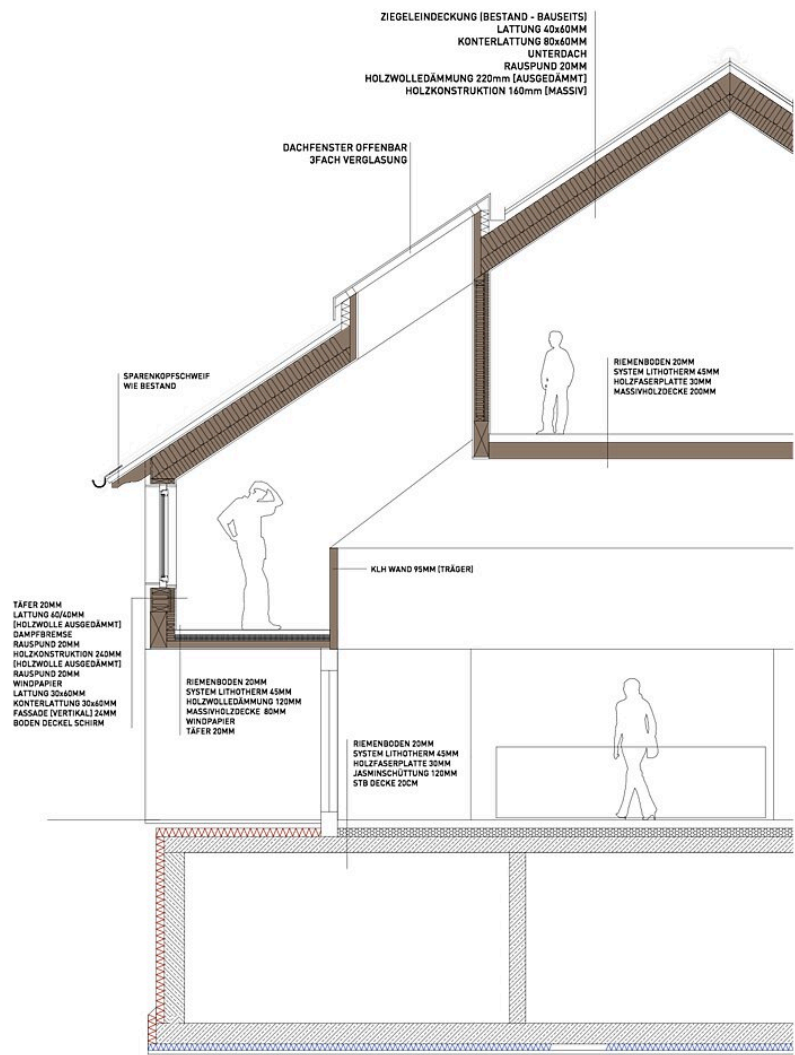 ZIEGELEINDECKUNG (BESTAND - BAUSEITS)
LATTUNG 40x60MM
KONTERLATTUNG 80x60MM
UNTERDACH
RAUSPUND 20MM
HOLZWOLLEDÄMMUNG 220mm [AUSGEDÄMMT]
HOLZKONSTRUKTION 160mm [MASSIV]
DACHFENSTER OFFENBAR
3FACH VERGLASUNG
SPARENKOPFSCHWEIF
WIE BESTAND
RIEMENBODEN 20MM
SYSTEM LITHOTHERM 45MM
HOLZFASERPLATTE 30MM
MASSIVHOLZDECKE 200MM
KLH WAND 95MM (TRÄGER)
TÄFER 20MM
LATTUNG 60/40MM
[HOLZWOLLE AUSGEDÄMMT]
DAMPFBREMSE
RAUSPUND 20MM
HOLZKONSTRUKTION 240MM
[HOLZWOLLE AUSGEDÄMMT]
RAUSPUND 20MM
WINDPAPIER
LATTUNG 30x60MM
KONTERLATTUNG 30x60MM
FASSADE (VERTIKAL) 24MM
BODEN DECKEL SCHIRM
RIEMENBODEN 20MM
SYSTEM LITHOTHERM 45MM
HOLZWOLLEDÄMMUNG 120MM
MASSIVHOLZDECKE 80MM
WINDPAPIER
TÄFER 20MM
RIEMENBODEN 20MM
SYSTEM LITHOTHERM 45MM
HOLZFASERPLATTE 30MM
JASMINSCHÜTTUNG 120MM
STB DECKE 20CM